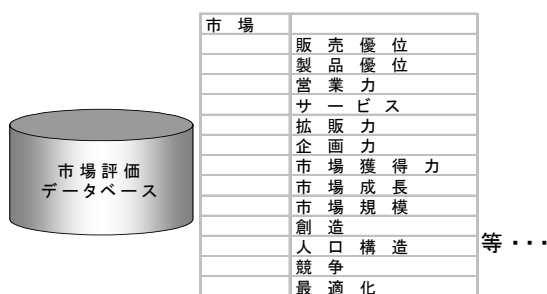 市場
販売優位
製品優位
営業力
サービス
拡販力
企画力
市場獲得力
市場成長
市場規模
創造
人口構造
競争
最適化
市場評価
データベース
等・・・